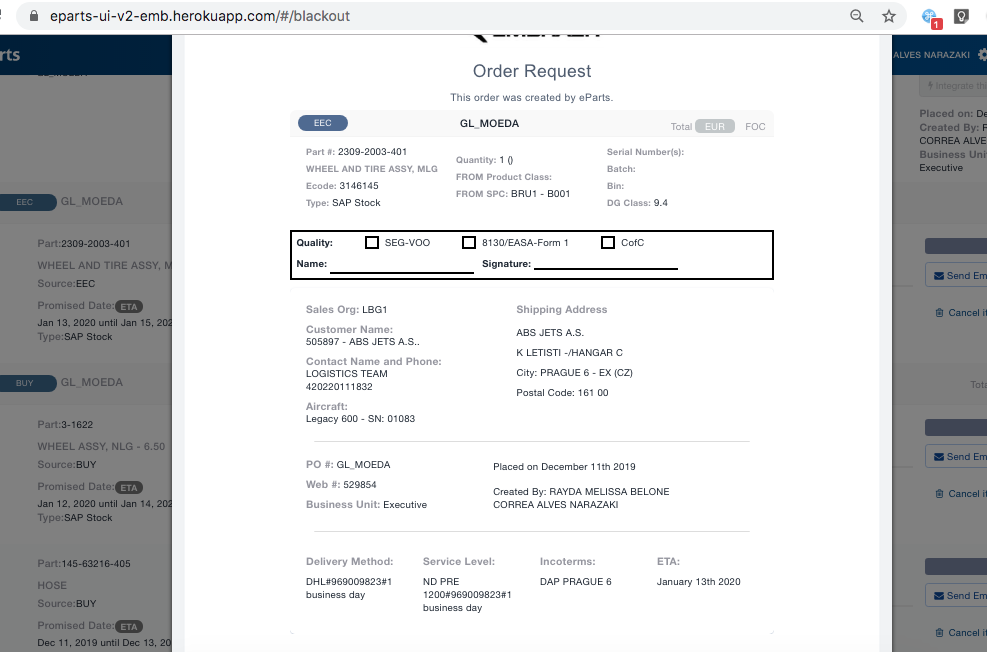 eparts-ui-v2-emb.herokuapp.com/#/blackout
1
rts
ALVES NARAZAKI
Order Request
This order was created by eParts.
EEC
GL_MOEDA
Total EUR FOC
Part #: 2309-2003-401
WHEEL AND TIRE ASSY, MLG
Ecode: 3146145
Type: SAP Stock
Quantity: 1 ()
FROM Product Class:
FROM SPC: BRU1 - B001
Serial Number(s):
Batch:
Bin:
DG Class: 9.4
Quality: SEG-VOO 8130/EASA-Form 1 CofC
Name: Signature:
Sales Org: LBG1
Customer Name:
505897 - ABS JETS A.S..
Contact Name and Phone:
LOGISTICS TEAM
420220111832
Aircraft:
Legacy 600 - SN: 01083
Shipping Address
ABS JETS A.S.
K LETISTI -/HANGAR C
City: PRAGUE 6 - EX (CZ)
Postal Code: 161 00
PO #: GL_MOEDA
Web #: 529854
Business Unit: Executive
Placed on December 11th 2019
Created By: RAYDA MELISSA BELONE
CORREA ALVES NARAZAKI
Delivery Method:
DHL#969009823#1
business day
Service Level:
ND PRE
1200#969009823#1
business day
Incoterms:
DAP PRAGUE 6
ETA:
January 13th 2020
EEC
GL_MOEDA
Part:2309-2003-401
WHEEL AND TIRE ASSY, M
Source:EEC
Promised Date: ETA
Jan 13, 2020 until Jan 15, 202
Type:SAP Stock
BUY
GL_MOEDA
Part:3-1622
WHEEL ASSY, NLG - 6.50
Source:BUY
Promised Date: ETA
Jan 12, 2020 until Jan 14, 202
Type:SAP Stock
Part:145-63216-405
HOSE
Source:BUY
Promised Date: ETA
Dec 11, 2019 until Dec 13, 20
Integrate thi
Placed on: De
Created By: F
CORREA ALVE
Business Uni
Executive
Send Em
Cancel it
Tota
Send Em
Cancel it
Send Em
Cancel it